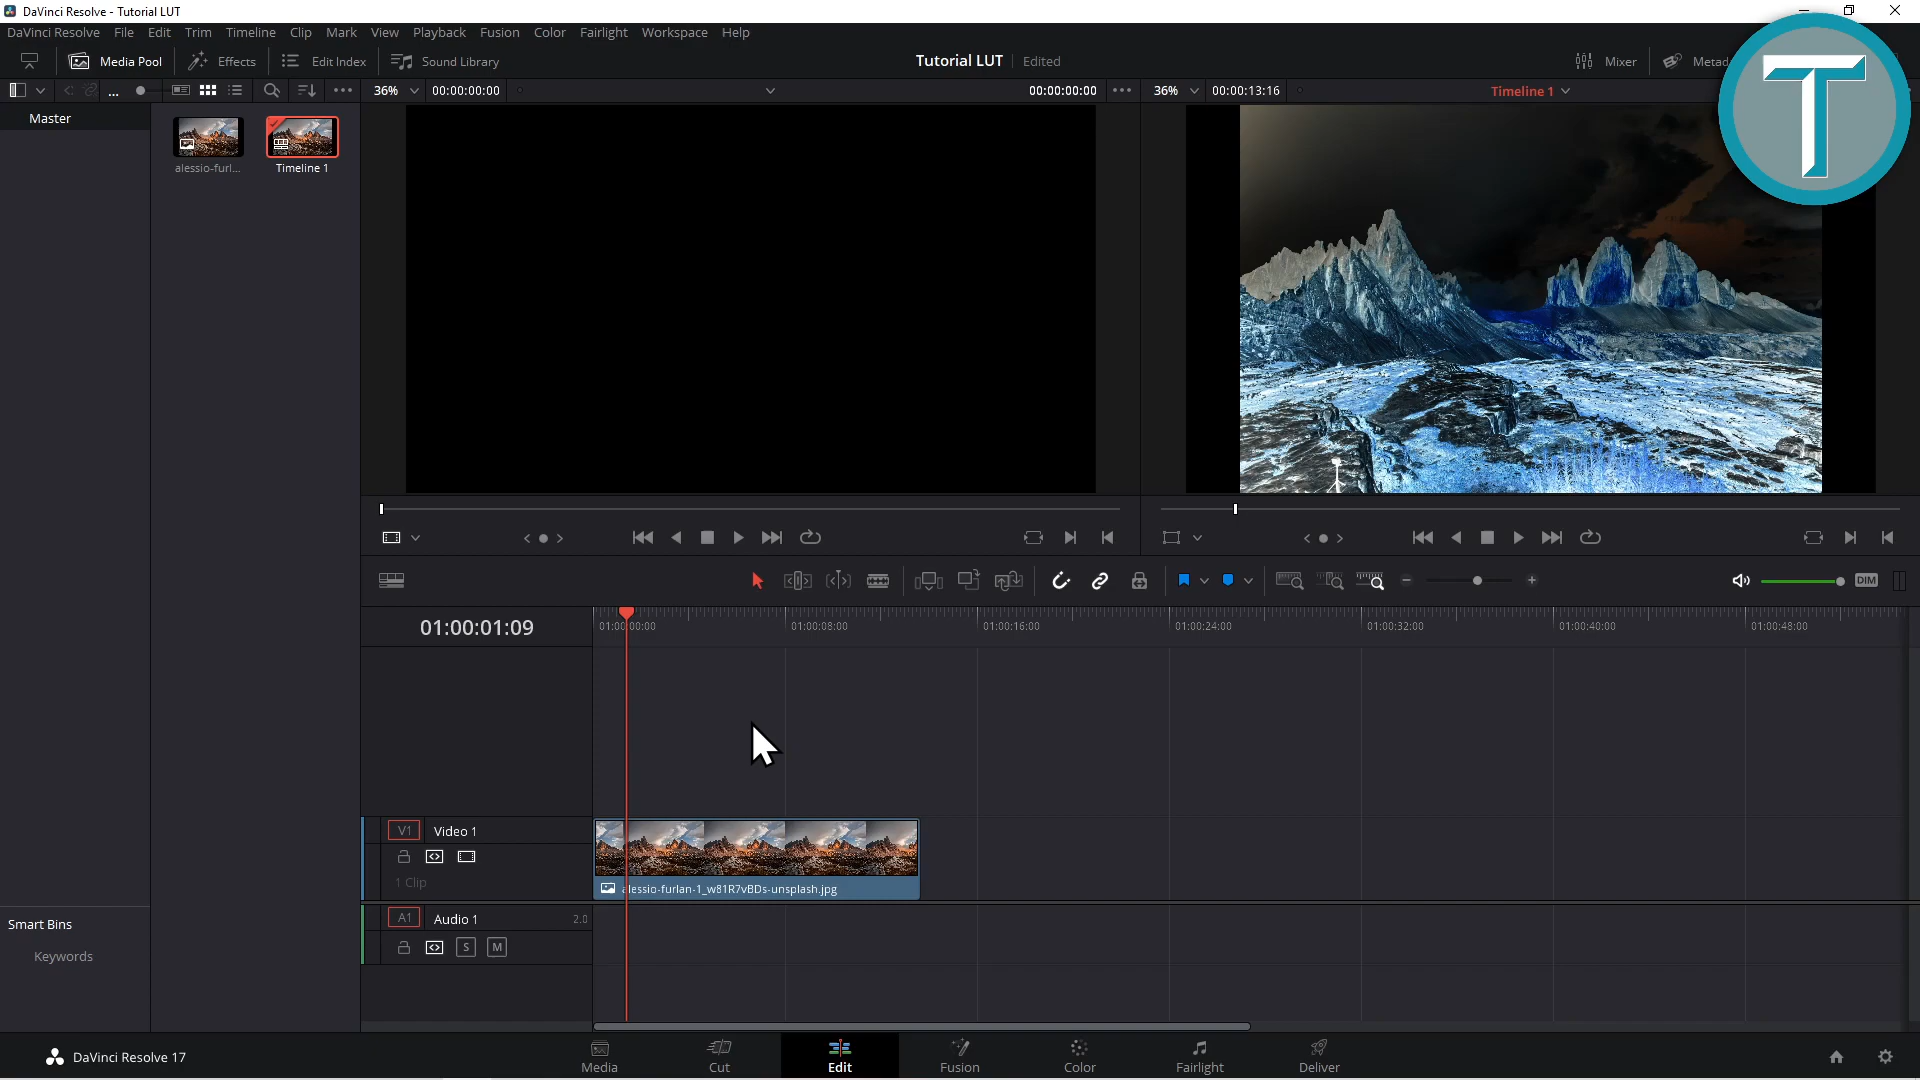 DaVinci Resolve - Tutorial LUT
DaVinci Resolve File Edit Trim Timeline Clip Mark View Playback Fusion Color Fairlight Workspace Help
Media Pool Effects Edit Index Sound Library Tutorial LUT Edited Mixer Metad
... 36% 00:00:00:00 00:00:00:00 36% 00:00:13:16 Timeline 1
Master
alessio-furl... Timeline 1
T
01:00:01:09
DIM
01:00:00:00 01:00:08:00 01:00:16:00 01:00:24:00 01:00:32:00 01:00:40:00 01:00:48:00
V1 Video 1
1 Clip
alessio-furlan-1_w81R7vBDs-unsplash.jpg
A1 Audio 1 2.0
S M
Smart Bins
Keywords
DaVinci Resolve 17
Media Cut Edit Fusion Color Fairlight Deliver